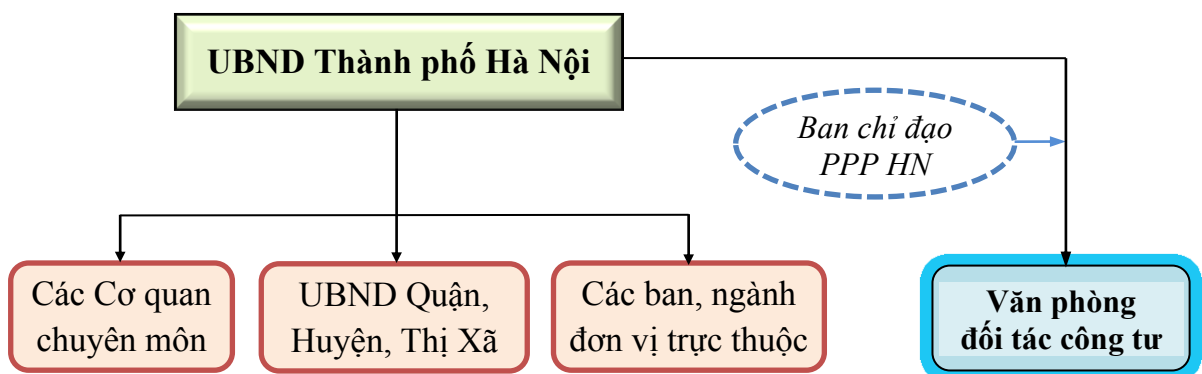 UBND Thành phố Hà Nội
Ban chỉ đạo
PPP HN
Các Cơ quan
chuyên môn
UBND Quận,
Huyện, Thị Xã
Các ban, ngành
đơn vị trực thuộc
Văn phòng
đối tác công tư